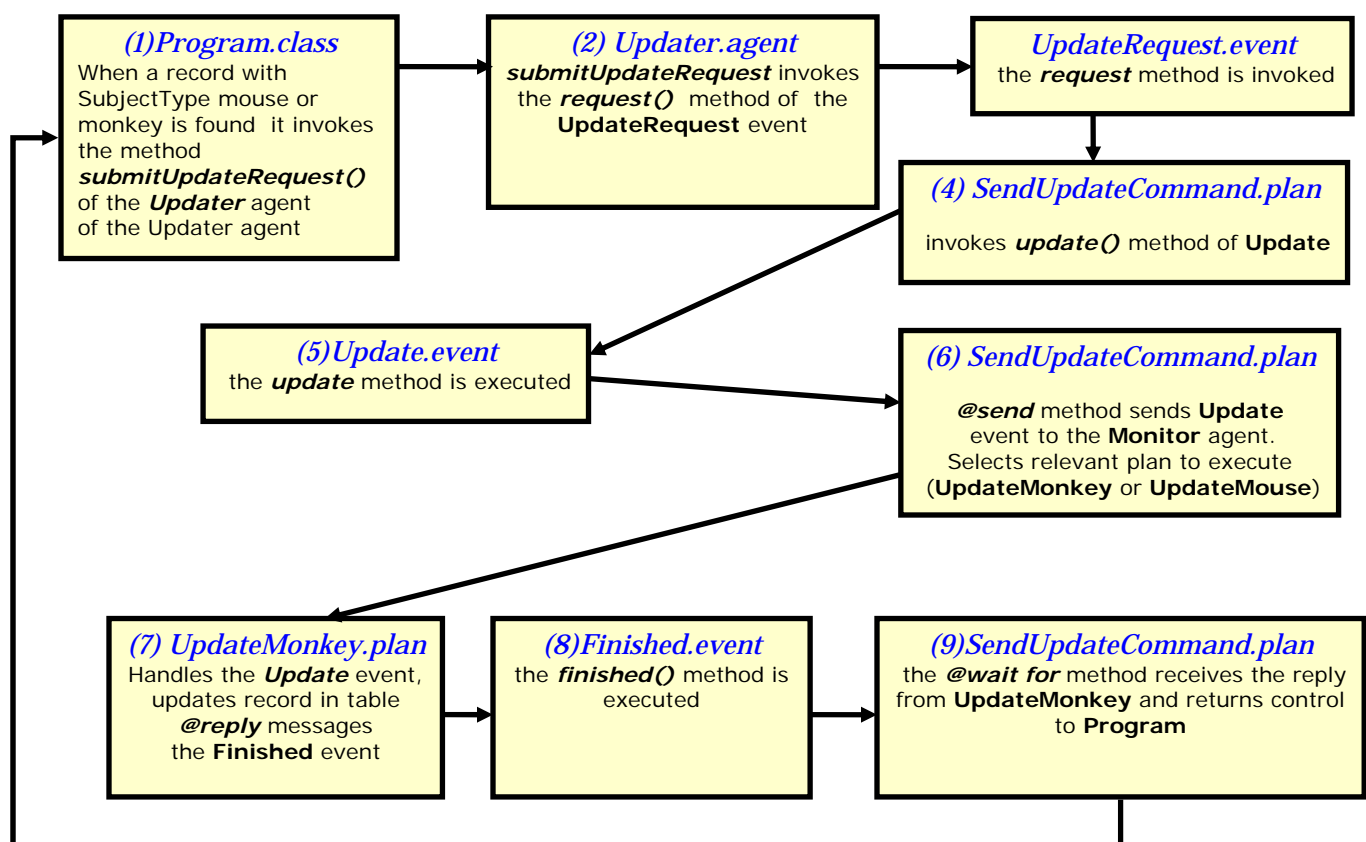 (1)Program.class
When a record with
SubjectType mouse or
monkey is found it invokes
the method
submitUpdateRequest()
of the Updater agent
of the Updater agent
(2) Updater.agent
submitUpdateRequest invokes
the request() method of the
UpdateRequest event
UpdateRequest.event
the request method is invoked
(4) SendUpdateCommand.plan
invokes update() method of Update
(5)Update.event
the update method is executed
(6) SendUpdateCommand.plan
@send method sends Update
event to the Monitor agent.
Selects relevant plan to execute
(UpdateMonkey or UpdateMouse)
(7) UpdateMonkey.plan
Handles the Update event,
updates record in table
@reply messages
the Finished event
(8)Finished.event
the finished() method is
executed
(9)SendUpdateCommand.plan
the @wait for method receives the reply
from UpdateMonkey and returns control
to Program